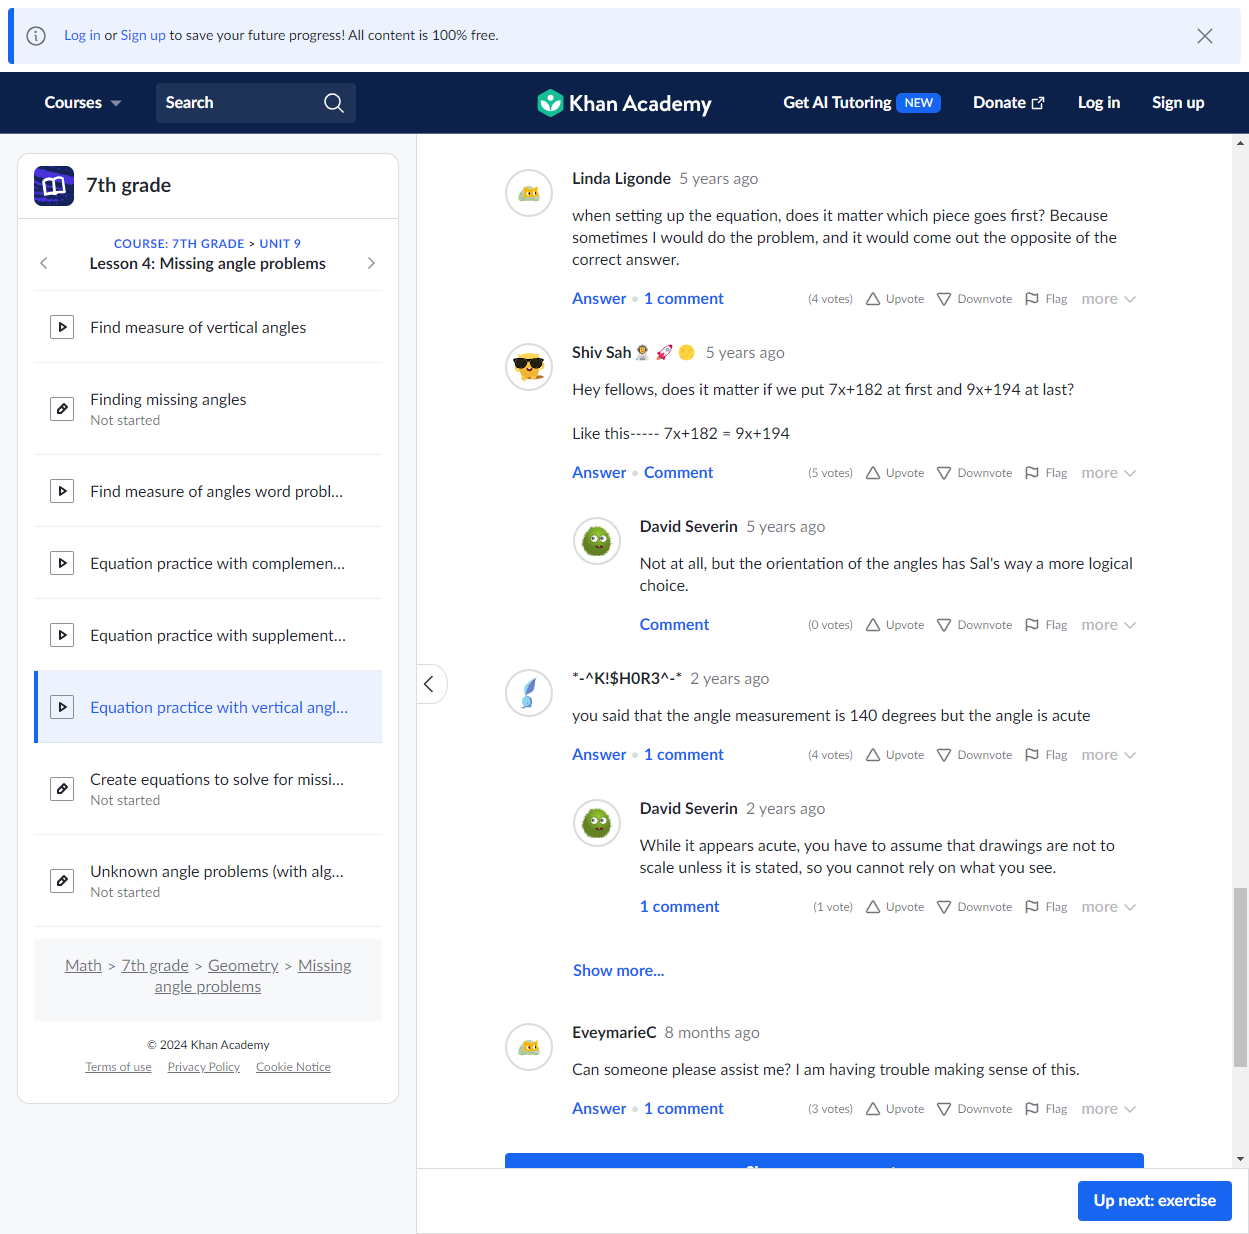 Log in or Sign up to save your future progress! All content is 100% free.
Courses
Search
Khan Academy
Get AI Tutoring NEW
Donate
Log in
Sign up
7th grade
COURSE: 7TH GRADE > UNIT 9
Lesson 4: Missing angle problems
Find measure of vertical angles
Finding missing angles
Not started
Find measure of angles word probl...
Equation practice with complemen...
Equation practice with supplement...
Equation practice with vertical angl...
Create equations to solve for missi...
Not started
Unknown angle problems (with alg...
Not started
Math > 7th grade > Geometry > Missing
angle problems
© 2024 Khan Academy
Terms of use Privacy Policy Cookie Notice
Linda Ligonde 5 years ago
when setting up the equation, does it matter which piece goes first? Because
sometimes I would do the problem, and it would come out the opposite of the
correct answer.
Answer • 1 comment (4 votes) Upvote Downvote Flag more
Shiv Sah 👨‍🚀 🚀 🌕 5 years ago
Hey fellows, does it matter if we put 7x+182 at first and 9x+194 at last?
Like this----- 7x+182 = 9x+194
Answer • Comment (5 votes) Upvote Downvote Flag more
David Severin 5 years ago
Not at all, but the orientation of the angles has Sal's way a more logical
choice.
Comment (0 votes) Upvote Downvote Flag more
*-^K!$H0R3^-* 2 years ago
you said that the angle measurement is 140 degrees but the angle is acute
Answer • 1 comment (4 votes) Upvote Downvote Flag more
David Severin 2 years ago
While it appears acute, you have to assume that drawings are not to
scale unless it is stated, so you cannot rely on what you see.
1 comment (1 vote) Upvote Downvote Flag more
Show more...
EveymarieC 8 months ago
Can someone please assist me? I am having trouble making sense of this.
Answer • 1 comment (3 votes) Upvote Downvote Flag more
Up next: exercise